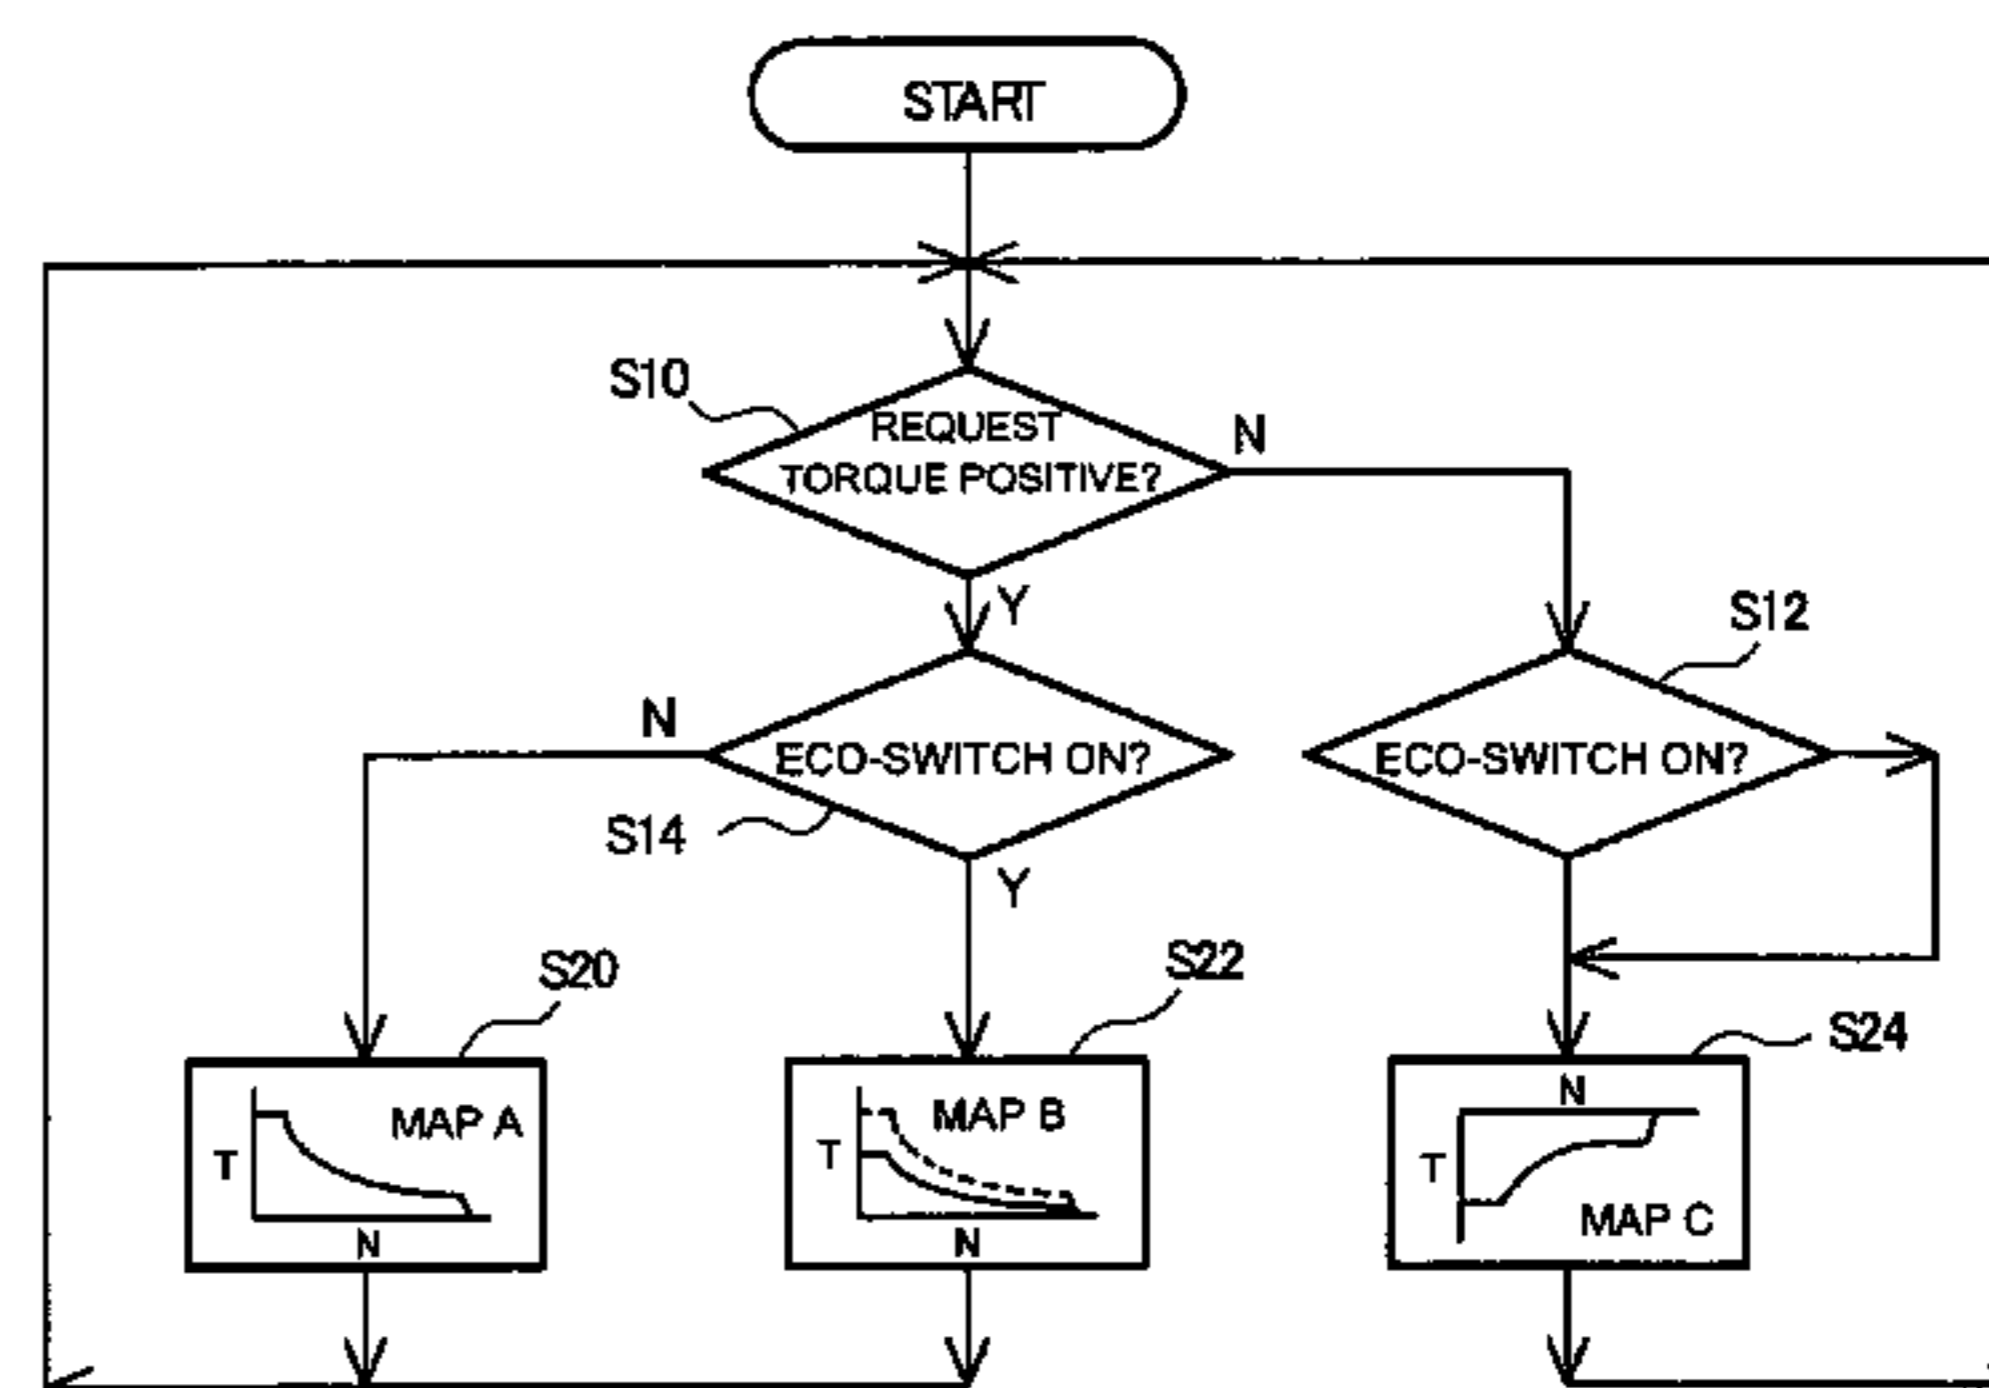 START
S10
REQUEST
TORQUE POSITIVE?
N
Y
S12
N
ECO-SWITCH ON?
ECO-SWITCH ON?
S14
Y
S20
S22
S24
MAP A
T
N
MAP B
T
N
N
T
MAP C